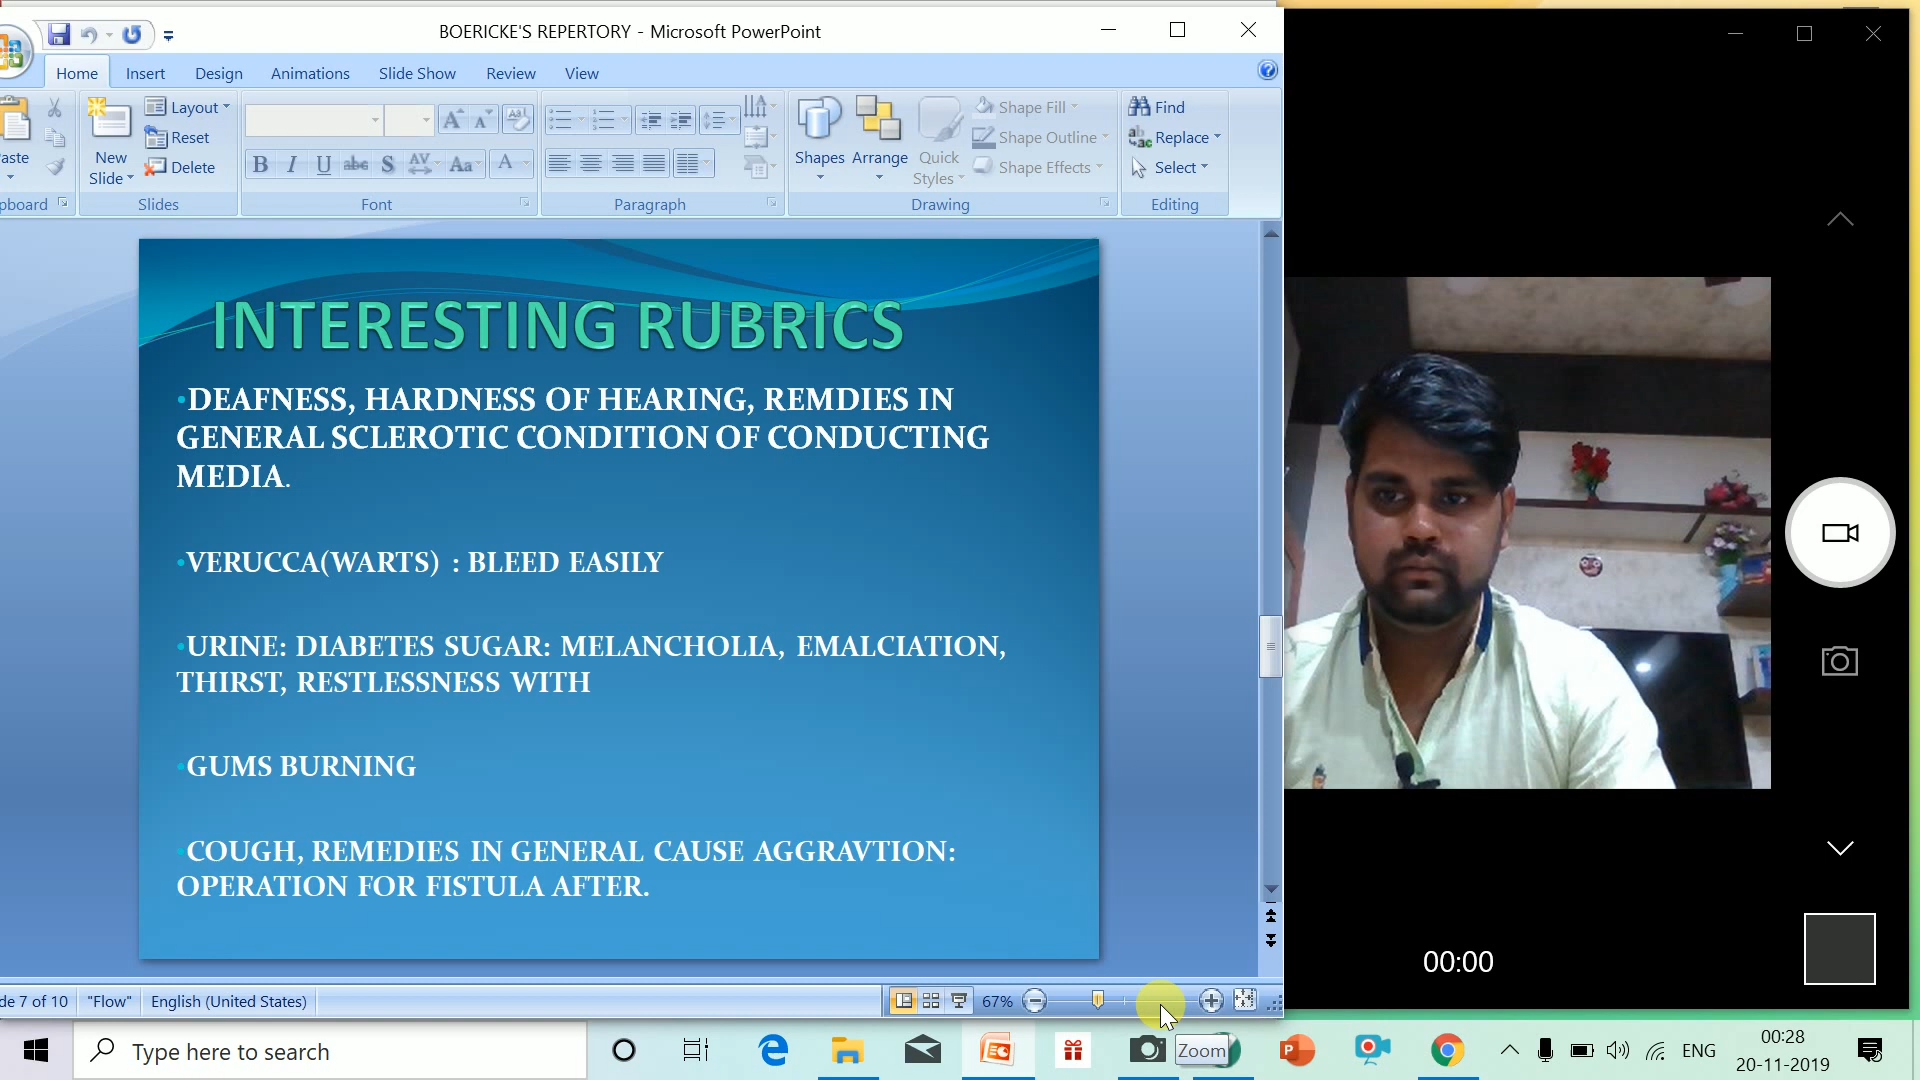 BOERICKE'S REPERTORY - Microsoft PowerPoint
Home Insert Design Animations Slide Show Review View
Layout
Reset
Delete
New
Slide
Slides
Font
Paragraph
Shapes Arrange Quick
Styles
Shape Fill
Shape Outline
Shape Effects
Drawing
Find
Replace
Select
Editing
INTERESTING RUBRICS
•DEAFNESS, HARDNESS OF HEARING, REMDIES IN
GENERAL SCLEROTIC CONDITION OF CONDUCTING
MEDIA.
•VERUCCA(WARTS) : BLEED EASILY
•URINE: DIABETES SUGAR: MELANCHOLIA, EMALCIATION,
THIRST, RESTLESSNESS WITH
•GUMS BURNING
•COUGH, REMEDIES IN GENERAL CAUSE AGGRAVTION:
OPERATION FOR FISTULA AFTER.
00:00
de 7 of 10 "Flow" English (United States) 67%
Type here to search
Zoom
ENG
00:28
20-11-2019